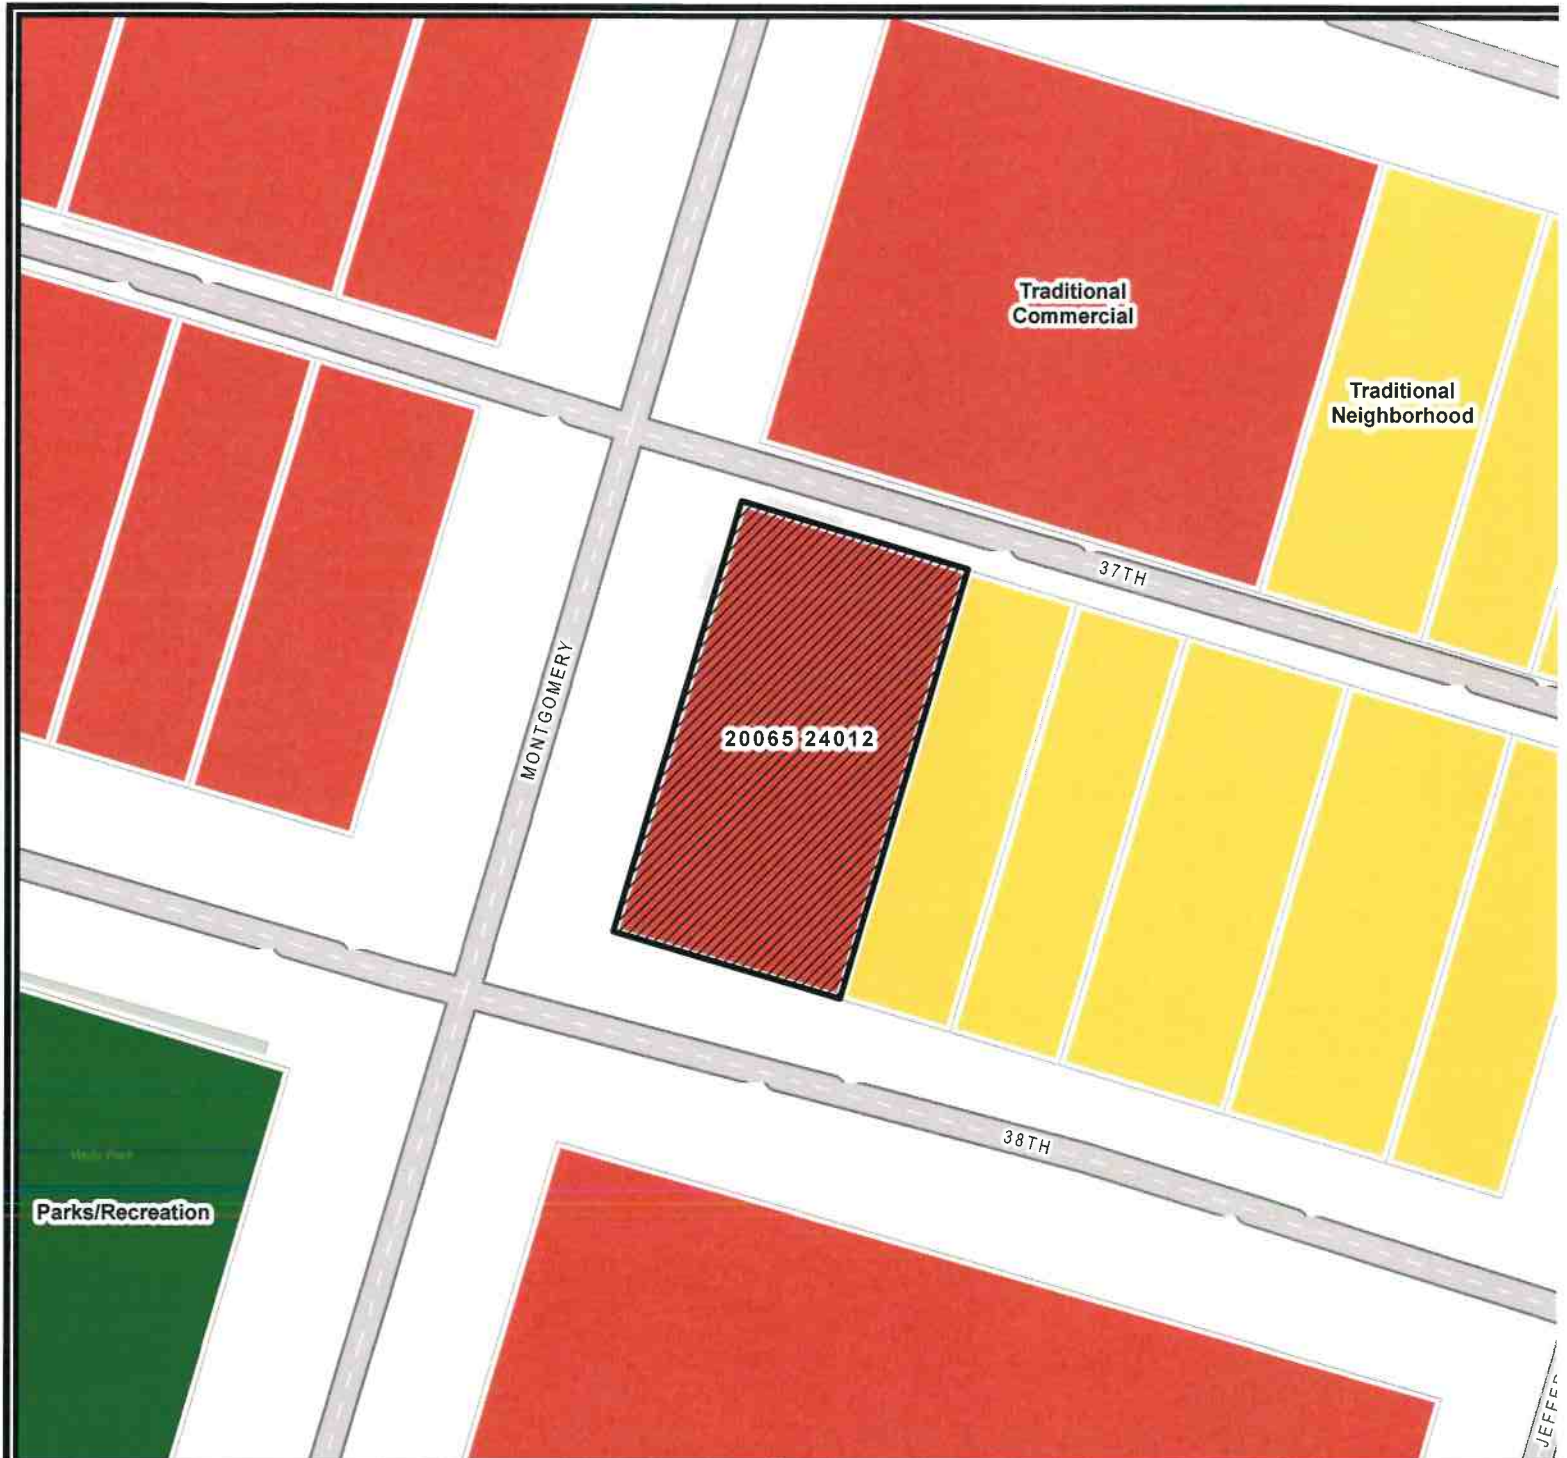 Traditional
Commercial
Traditional
Neighborhood
37TH
MONTGOMERY
20065 24012
38TH
Parks/Recreation